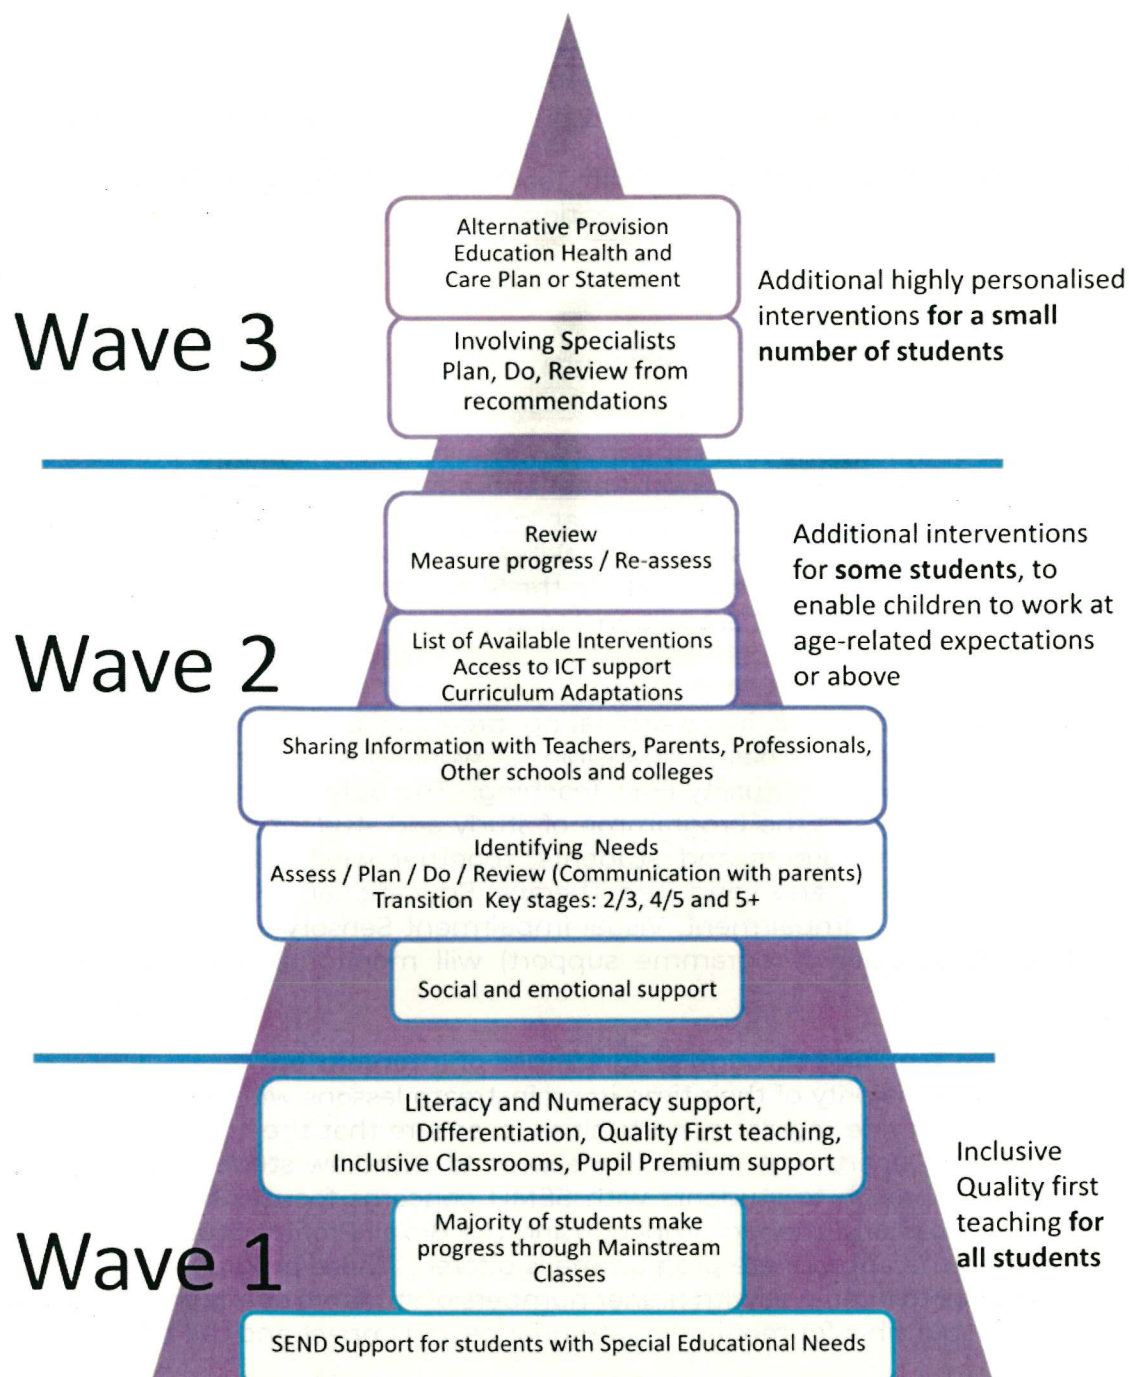 Alternative Provision
Education Health and
Care Plan or Statement
Wave 3
Involving Specialists
Plan, Do, Review from
recommendations
Additional highly personalised
interventions for a small
number of students
Review
Measure progress / Re-assess
Wave 2
List of Available Interventions
Access to ICT support
Curriculum Adaptations
Additional interventions
for some students, to
enable children to work at
age-related expectations
or above
Sharing Information with Teachers, Parents, Professionals,
Other schools and colleges
Identifying Needs
Assess / Plan / Do / Review (Communication with parents)
Transition Key stages: 2/3, 4/5 and 5+
Social and emotional support
Literacy and Numeracy support,
Differentiation, Quality First teaching,
Inclusive Classrooms, Pupil Premium support
Wave 1
Majority of students make
progress through Mainstream
Classes
SEND Support for students with Special Educational Needs
Inclusive
Quality first
teaching for
all students